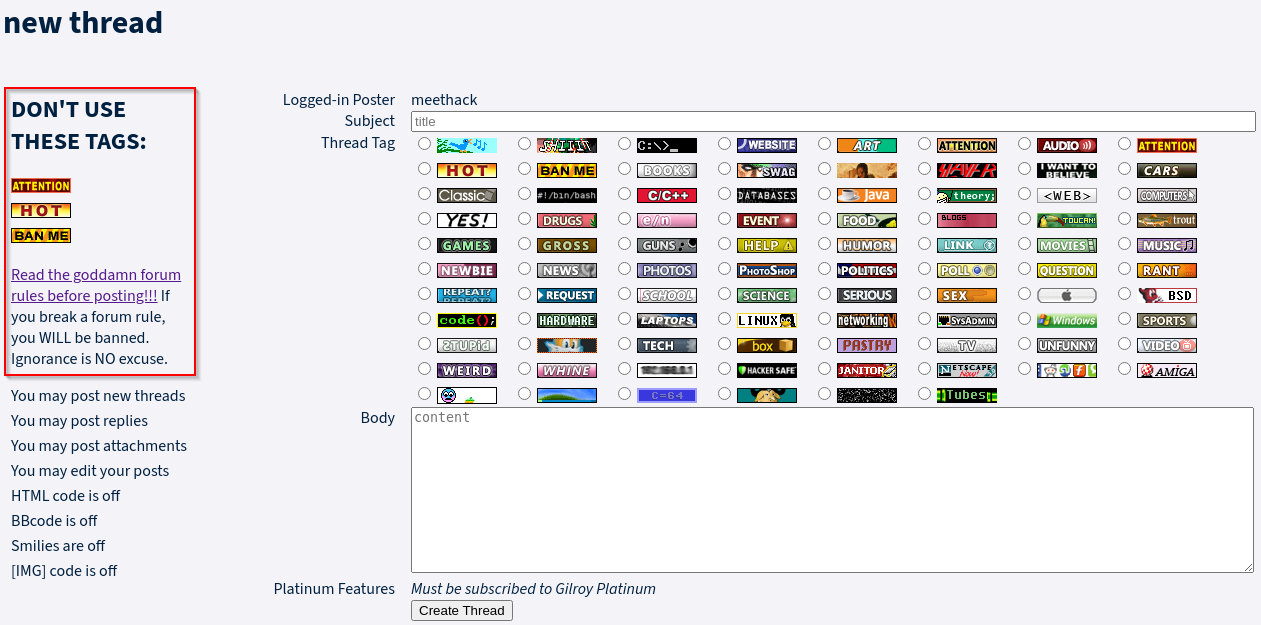 new thread
DON'T USE
THESE TAGS:
ATTENTION
HOT
BAN ME
Read the goddamn forum
rules before posting!!! If
you break a forum rule,
you WILL be banned.
Ignorance is NO excuse.
You may post new threads
You may post replies
You may post attachments
You may edit your posts
HTML code is off
BBcode is off
Smilies are off
[IMG] code is off
Logged-in Poster meethack
Subject title
Thread Tag
C:\>_ WEBSITE ART ATTENTION AUDIO ATTENTION
HOT BAN ME BOOKS SWAG SLAYER I WANT TO BELIEVE CARS
Classic #!/bin/bash C/C++ DATABASES Java theory; <WEB> COMPUTERS
YES! DRUGS e/n EVENT FOOD BLOGS TOUCAN! trout
GAMES GROSS GUNS HELP HUMOR LINK MOVIES MUSIC
NEWBIE NEWS PHOTOS PHOTOSHOP POLITICS POLL QUESTION RANT
REPEAT? REPEAT? REQUEST SCHOOL SCIENCE SERIOUS SEX BSD
code(); HARDWARE LAPTOPS LINUX networking SYSADMIN Windows SPORTS
STUPid TECH box PASTRY TV UNFUNNY VIDEO
WEIRD WHINE HACKER SAFE JANITOR NETSCAPE Now! AMIGA
C=64 Tubes
Body content
Platinum Features Must be subscribed to Gilroy Platinum
Create Thread